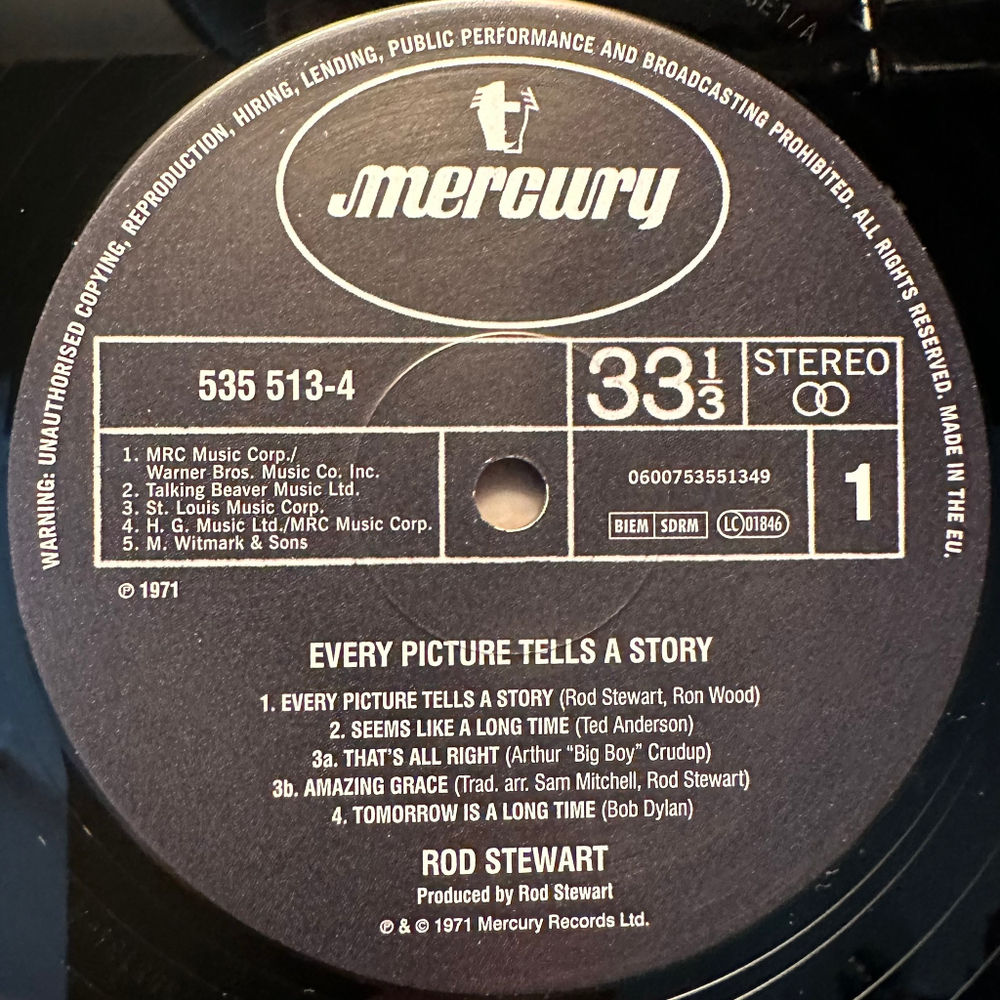 WARNING: UNAUTHORISED COPYING, REPRODUCTION, HIRING, LENDING, PUBLIC PERFORMANCE AND BROADCASTING PROHIBITED. ALL RIGHTS RESERVED. MADE IN THE EU.
mercury
535 513-4
33 1/3
STEREO
1. MRC Music Corp./
Warner Bros. Music Co. Inc.
2. Talking Beaver Music Ltd.
3. St. Louis Music Corp.
4. H. G. Music Ltd./MRC Music Corp.
5. M. Witmark & Sons
0600753551349
BIEM SDRM LC 01846
1
℗ 1971
EVERY PICTURE TELLS A STORY
1. EVERY PICTURE TELLS A STORY (Rod Stewart, Ron Wood)
2. SEEMS LIKE A LONG TIME (Ted Anderson)
3a. THAT'S ALL RIGHT (Arthur “Big Boy” Crudup)
3b. AMAZING GRACE (Trad. arr. Sam Mitchell, Rod Stewart)
4. TOMORROW IS A LONG TIME (Bob Dylan)
ROD STEWART
Produced by Rod Stewart
℗ & © 1971 Mercury Records Ltd.